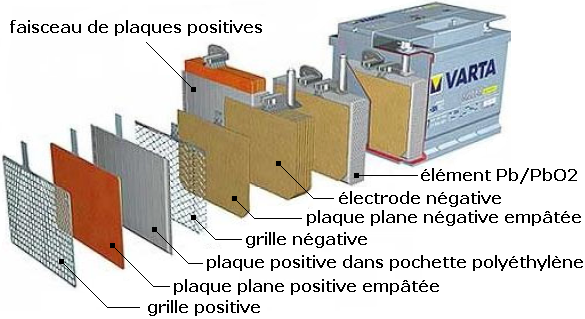 faisceau de plaques positives
VARTA
élément Pb/PbO2
électrode négative
plaque plane négative empâtée
grille négative
plaque positive dans pochette polyéthylène
plaque plane positive empâtée
grille positive